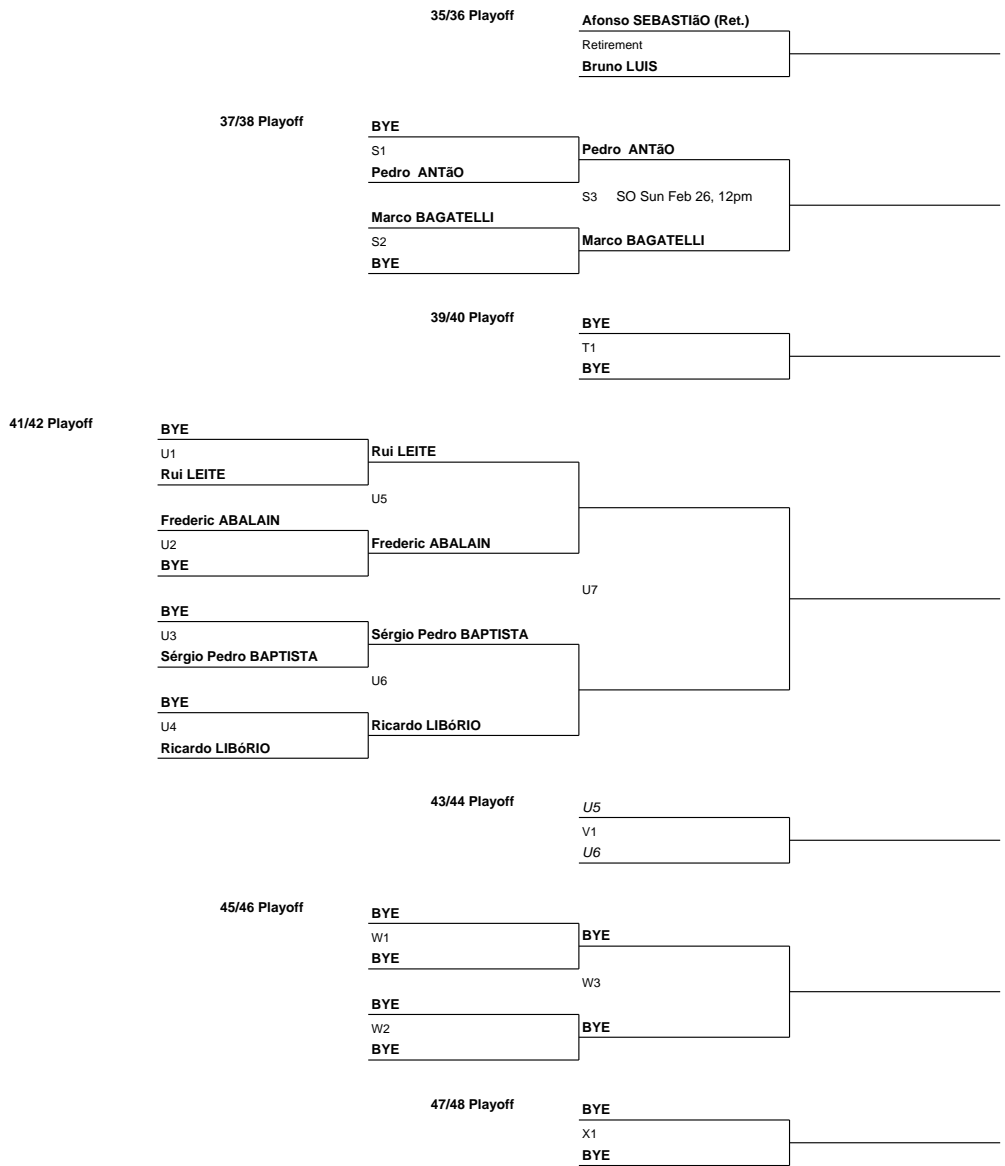 35/36 Playoff
Afonso SEBASTIãO (Ret.)
Retirement
Bruno LUIS
37/38 Playoff
BYE
S1
Pedro ANTãO
Pedro ANTãO
S3 SO Sun Feb 26, 12pm
Marco BAGATELLI
S2
BYE
Marco BAGATELLI
39/40 Playoff
BYE
T1
BYE
41/42 Playoff
BYE
U1
Rui LEITE
Rui LEITE
U5
Frederic ABALAIN
U2
BYE
Frederic ABALAIN
U7
BYE
U3
Sérgio Pedro BAPTISTA
Sérgio Pedro BAPTISTA
U6
BYE
U4
Ricardo LIBóRIO
Ricardo LIBóRIO
43/44 Playoff
U5
V1
U6
45/46 Playoff
BYE
W1
BYE
BYE
W3
BYE
W2
BYE
BYE
47/48 Playoff
BYE
X1
BYE